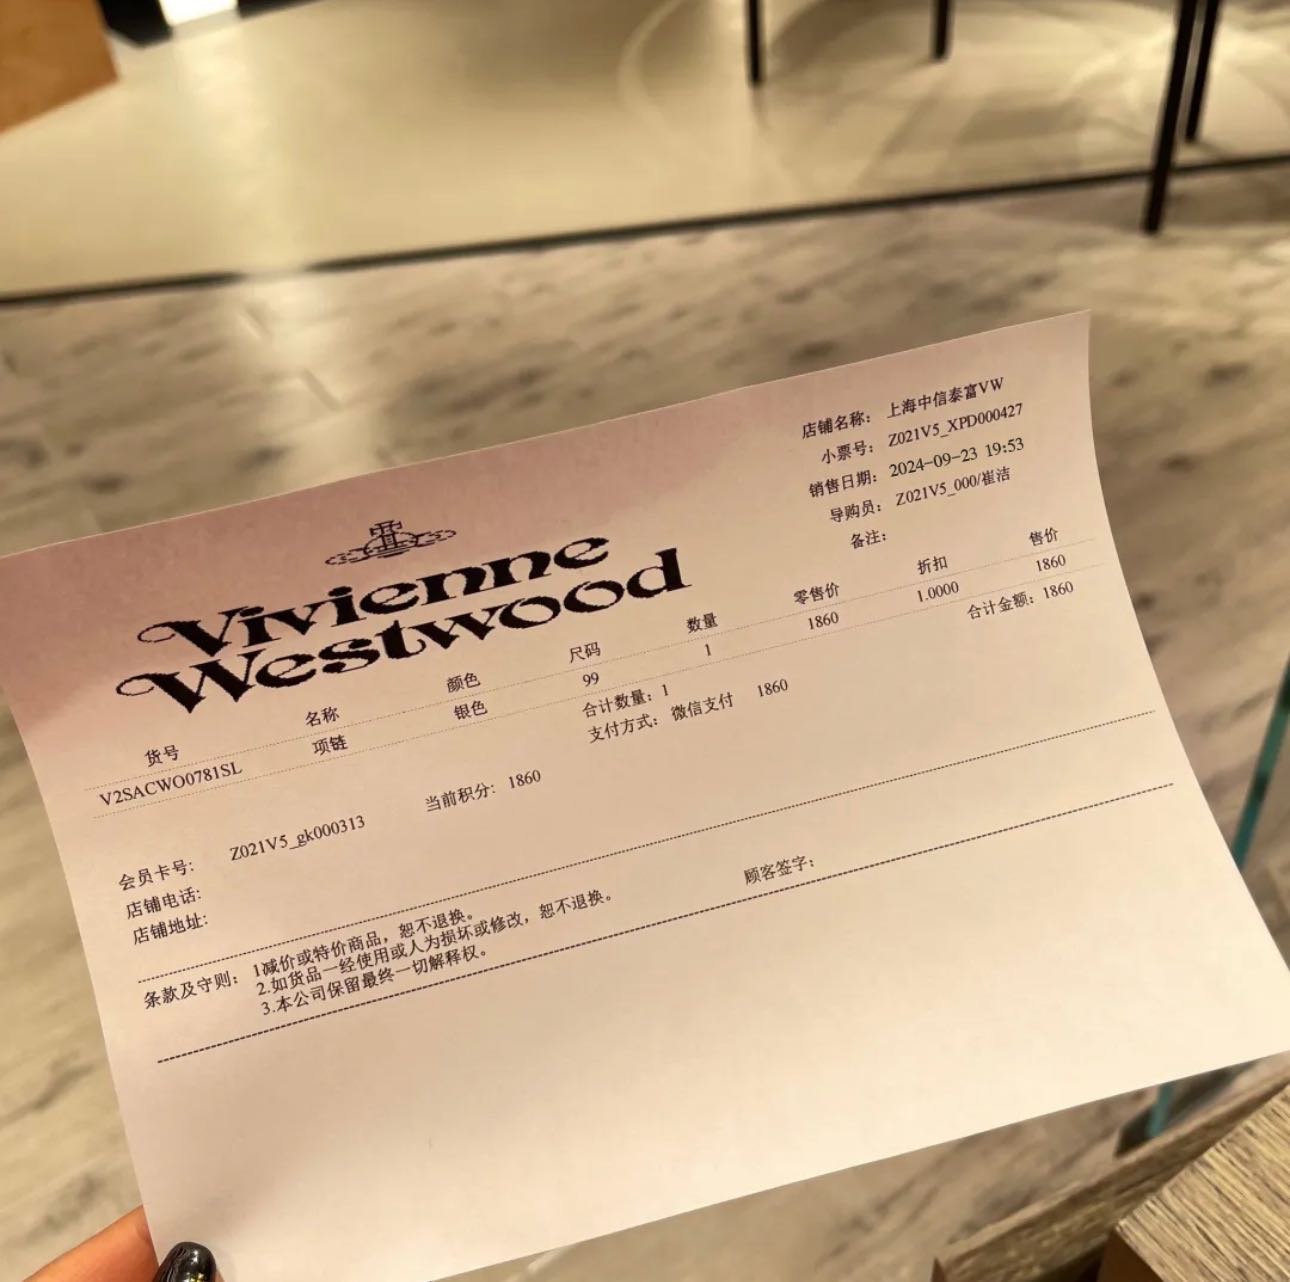 Vivienne
Westwood
店铺名称： 上海中信泰富VW
小票号： Z021V5_XPD000427
销售日期： 2024-09-23 19:53
导购员： Z021V5_000/崔洁
备注：
货号 名称 颜色 尺码 数量 零售价 折扣 售价
V2SACWO0781SL 项链 银色 99 1 1860 1.0000 1860
合计数量：1 合计金额：1860
支付方式： 微信支付 1860
会员卡号： Z021V5_gk000313 当前积分： 1860
店铺电话：
店铺地址：
条款及守则： 1减价或特价商品，恕不退换。
2.如货品一经使用或人为损坏或修改，恕不退换。
3.本公司保留最终一切解释权。
顾客签字：